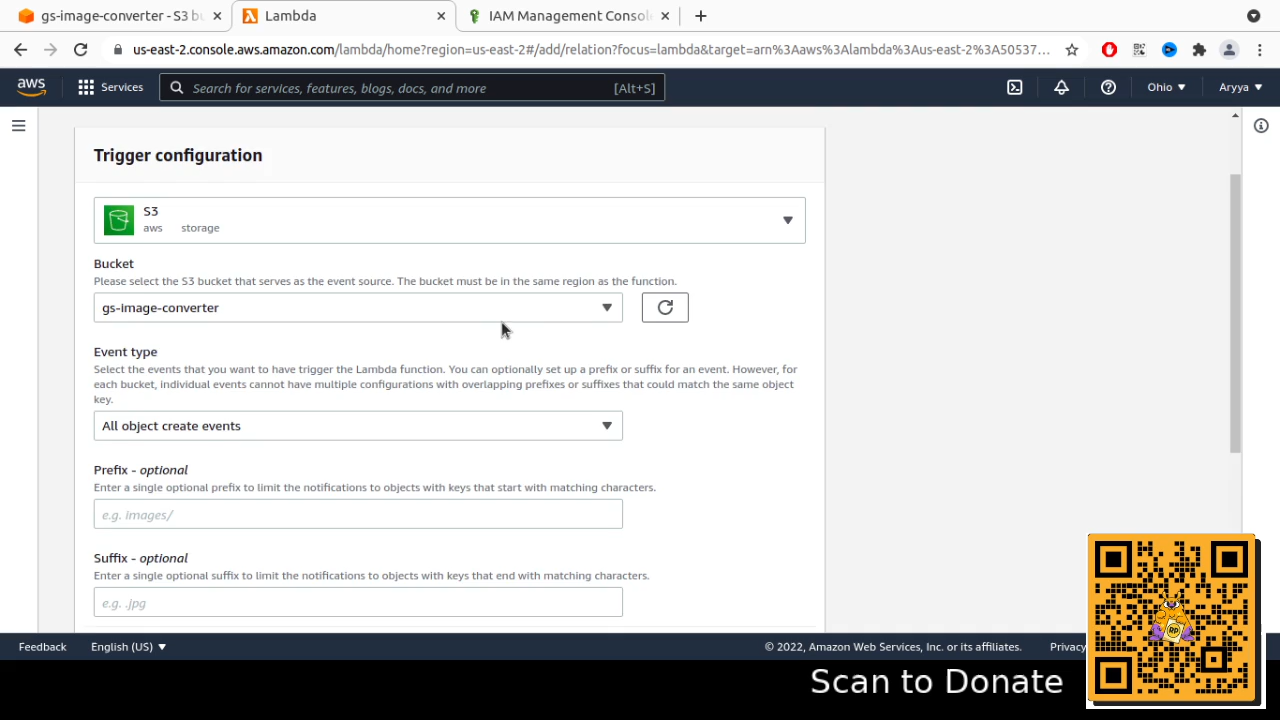 gs-image-converter - S3 bu
Lambda
IAM Management Consol
us-east-2.console.aws.amazon.com/lambda/home?region=us-east-2#/add/relation?focus=lambda&target=arn%3Aaws%3Alambda%3Aus-east-2%3A50537...
aws
Services
Search for services, features, blogs, docs, and more
[Alt+S]
Ohio
Aryya
Trigger configuration
S3
aws storage
Bucket
Please select the S3 bucket that serves as the event source. The bucket must be in the same region as the function.
gs-image-converter
Event type
Select the events that you want to have trigger the Lambda function. You can optionally set up a prefix or suffix for an event. However, for
each bucket, individual events cannot have multiple configurations with overlapping prefixes or suffixes that could match the same object
key.
All object create events
Prefix - optional
Enter a single optional prefix to limit the notifications to objects with keys that start with matching characters.
e.g. images/
Suffix - optional
Enter a single optional suffix to limit the notifications to objects with keys that end with matching characters.
e.g. .jpg
Feedback
English (US)
© 2022, Amazon Web Services, Inc. or its affiliates.
Privacy
RP
Scan to Donate